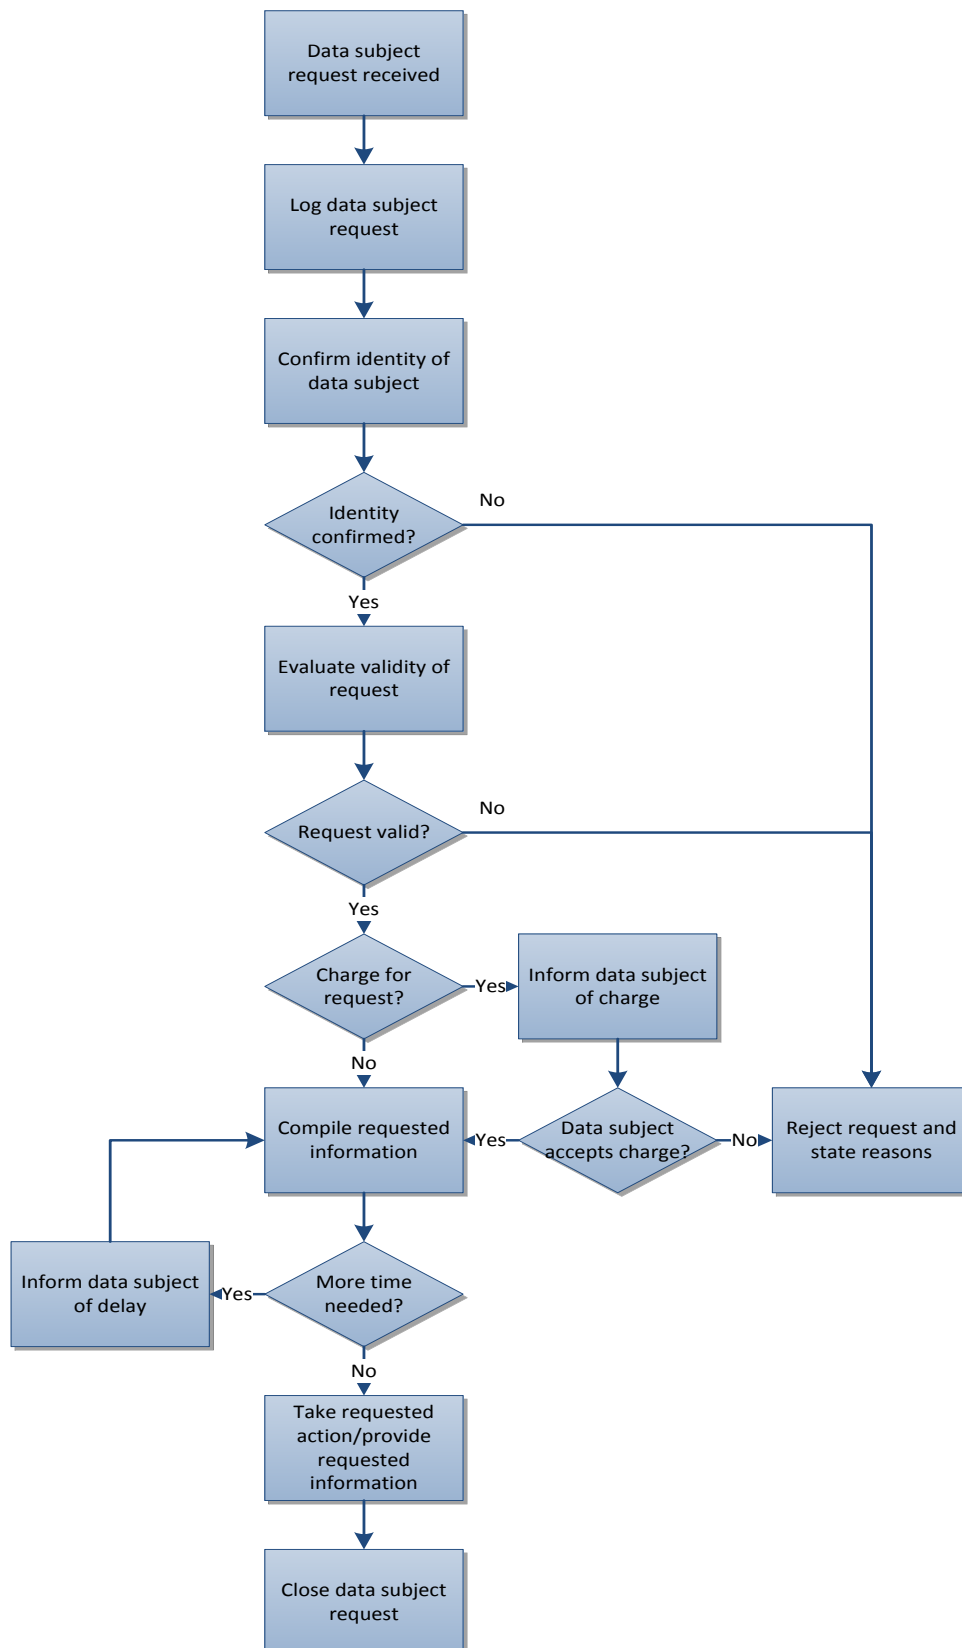 Data subject
request received
Log data subject
request
Confirm identity of
data subject
Identity
confirmed?
No
Yes
Evaluate validity of
request
Request valid?
No
Yes
Charge for
request?
Yes
Inform data subject
of charge
No
Compile requested
information
Yes
Data subject
accepts charge?
No
Reject request and
state reasons
Inform data subject
of delay
Yes
More time
needed?
No
Take requested
action/provide
requested
information
Close data subject
request